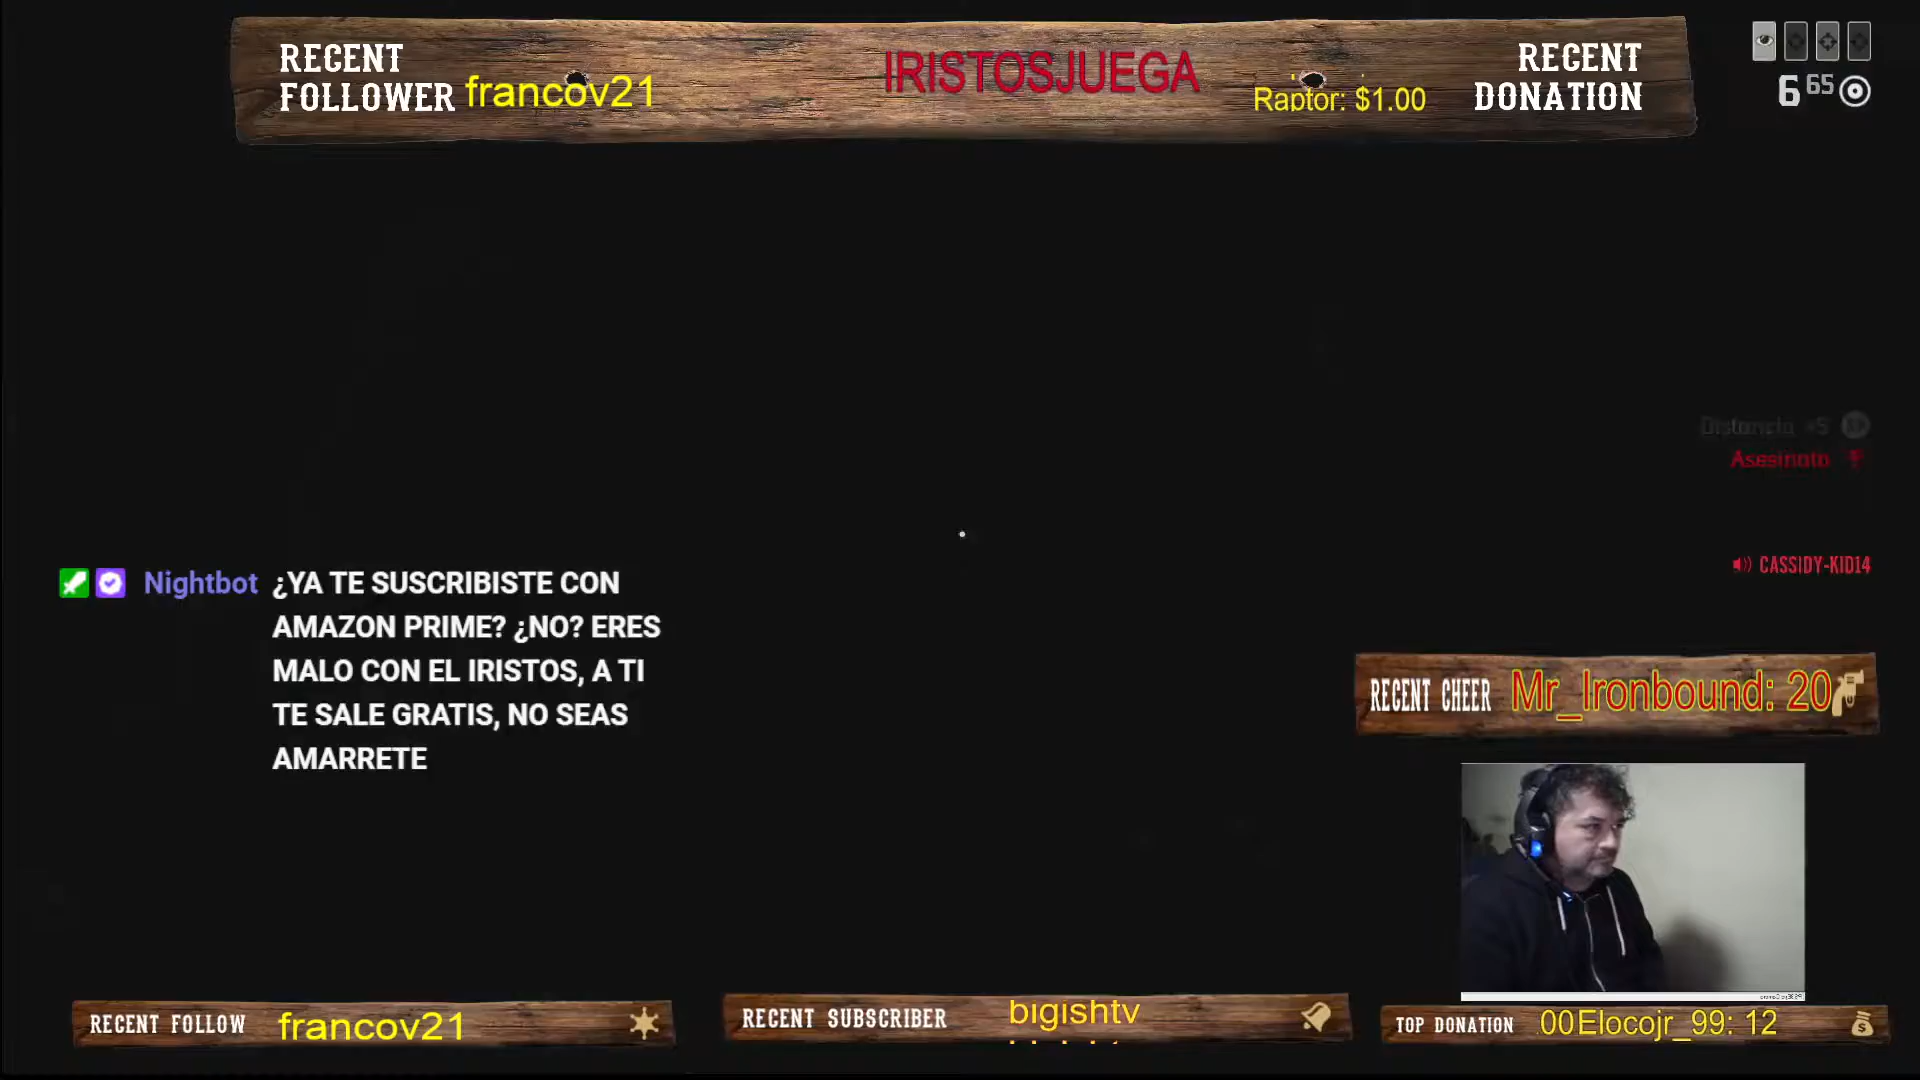 RECENT
FOLLOWER francov21
IRISTOSJUEGA
Raptor: $1.00
RECENT
DONATION
6 65
Distancia +5
Asesinato
CASSIDY-KID14
Nightbot ¿YA TE SUSCRIBISTE CON
AMAZON PRIME? ¿NO? ERES
MALO CON EL IRISTOS, A TI
TE SALE GRATIS, NO SEAS
AMARRETE
RECENT CHEER Mr_Ironbound: 20
RECENT FOLLOW francov21
RECENT SUBSCRIBER bigishtv
TOP DONATION .00Elocojr_99: 12